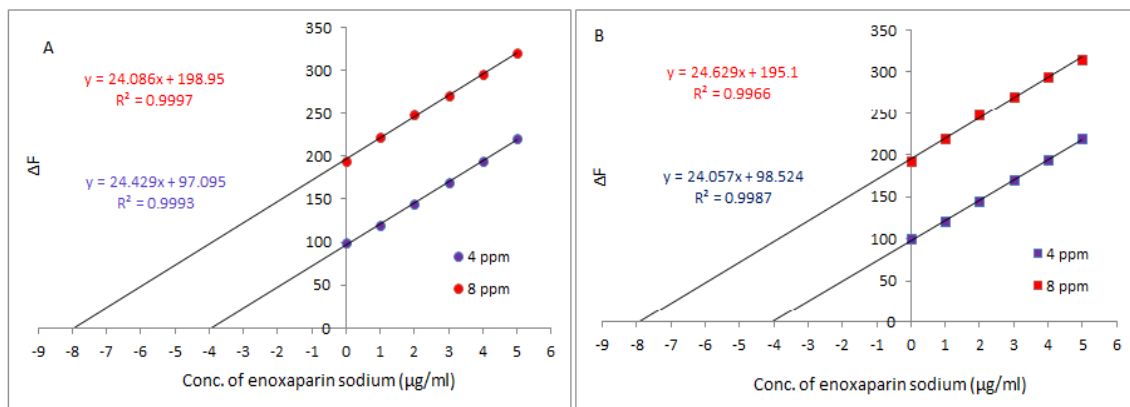 A
y = 24.086x + 198.95
R² = 0.9997
y = 24.429x + 97.095
R² = 0.9993
ΔF
350
300
250
200
150
100
50
0
-9 -8 -7 -6 -5 -4 -3 -2 -1 0 1 2 3 4 5 6
4 ppm
8 ppm
Conc. of enoxaparin sodium (μg/ml)
B
y = 24.629x + 195.1
R² = 0.9966
y = 24.057x + 98.524
R² = 0.9987
ΔF
350
300
250
200
150
100
50
0
-9 -8 -7 -6 -5 -4 -3 -2 -1 0 1 2 3 4 5 6
4 ppm
8 ppm
Conc. of enoxaparin sodium (μg/ml)